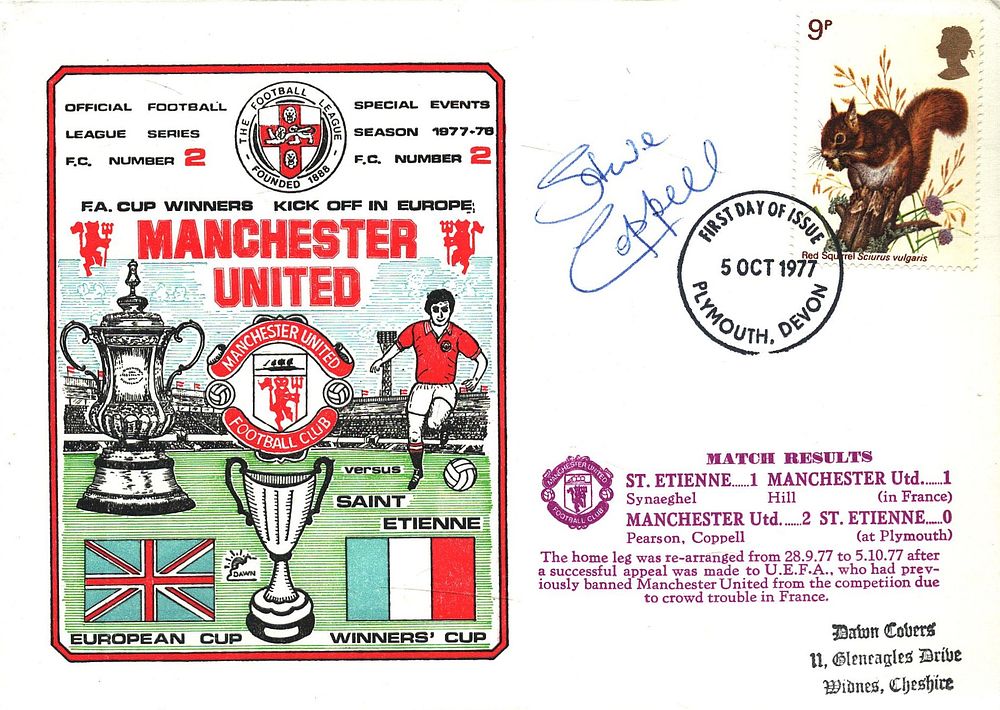 OFFICIAL FOOTBALL
LEAGUE SERIES
F.C. NUMBER 2
THE FOOTBALL LEAGUE
FOUNDED 1888
SPECIAL EVENTS
SEASON 1977-78
F.C. NUMBER 2
F.A. CUP WINNERS KICK OFF IN EUROPE
MANCHESTER
UNITED
MANCHESTER UNITED
FOOTBALL CLUB
versus
SAINT
ETIENNE
DAWN
EUROPEAN CUP WINNERS' CUP
Steve
Coppell
9P
Red Squirrel Sciurus vulgaris
FIRST DAY OF ISSUE
5 OCT 1977
PLYMOUTH, DEVON
MANCHESTER UNITED
FOOTBALL CLUB
MATCH RESULTS
ST. ETIENNE.....1 MANCHESTER Utd......1
Synaeghel Hill (in France)
MANCHESTER Utd......2 ST. ETIENNE.....0
Pearson, Coppell (at Plymouth)
The home leg was re-arranged from 28.9.77 to 5.10.77 after
a successful appeal was made to U.E.F.A., who had prev-
iously banned Manchester United from the competiion due
to crowd trouble in France.
Dawn Covers
11, Gleneagles Drive
Widnes, Cheshire